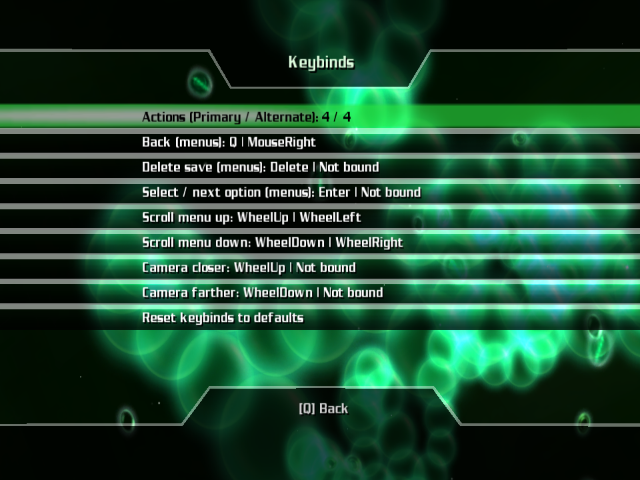 Keybinds
Actions (Primary / Alternate): 4 / 4
Back (menus): Q | MouseRight
Delete save (menus): Delete | Not bound
Select / next option (menus): Enter | Not bound
Scroll menu up: WheelUp | WheelLeft
Scroll menu down: WheelDown | WheelRight
Camera closer: WheelUp | Not bound
Camera farther: WheelDown | Not bound
Reset keybinds to defaults
[Q] Back